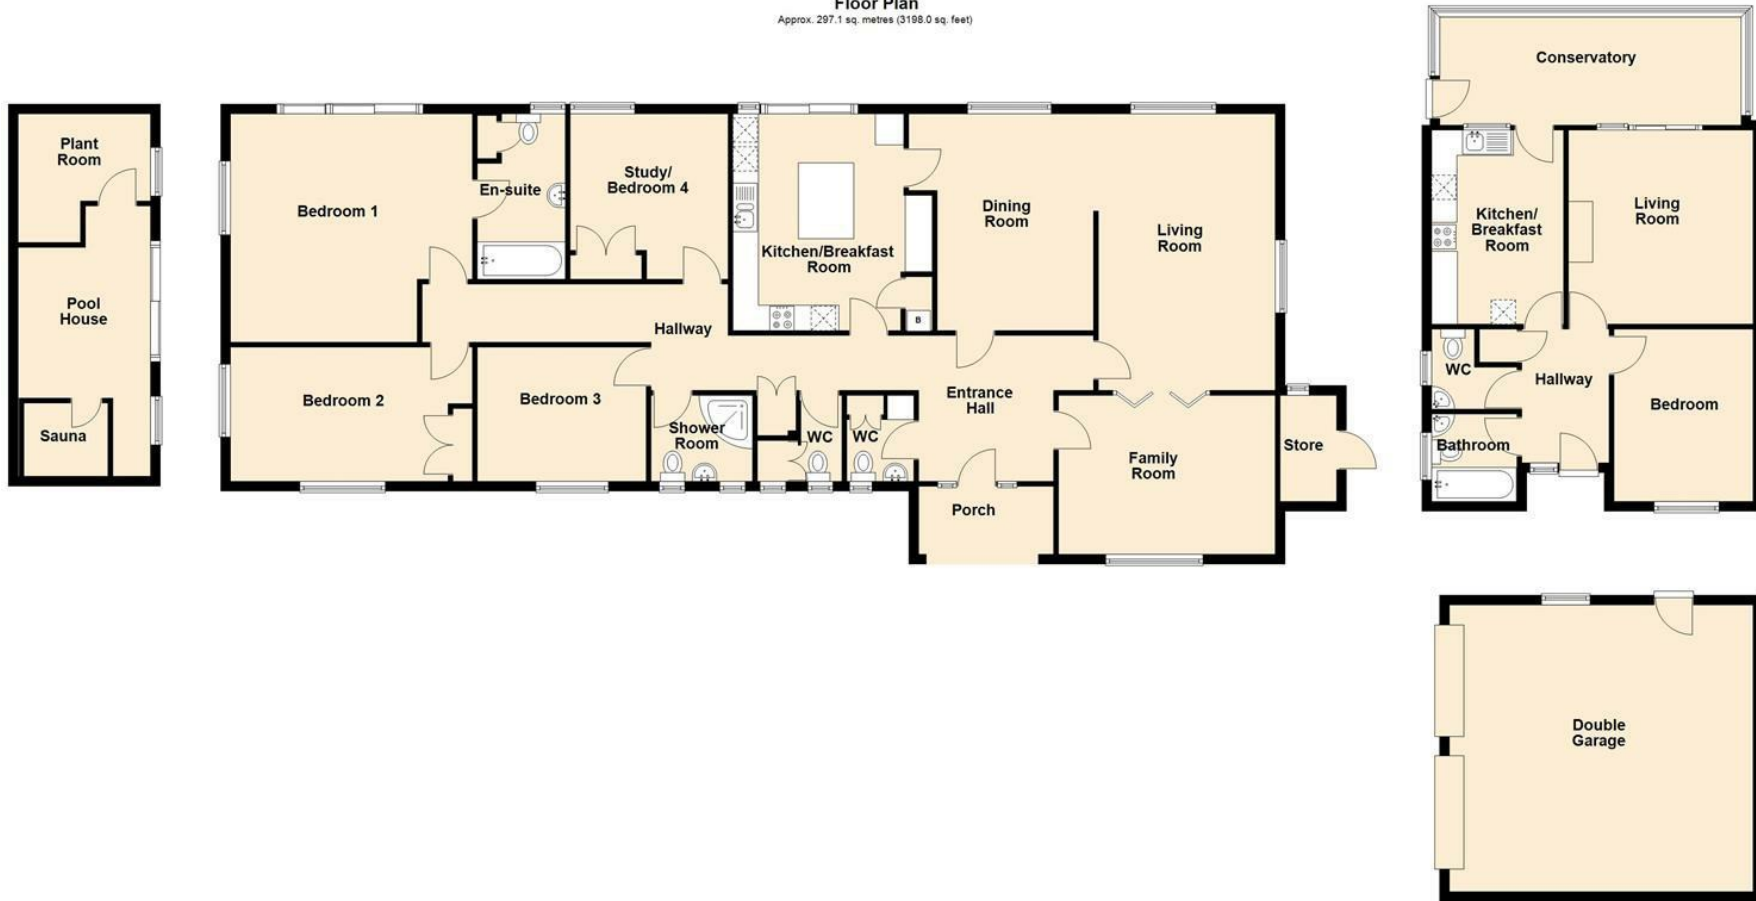 Floor Plan
Approx. 297.1 sq. metres (3198.0 sq. feet)
Plant
Room
Pool
House
Sauna
Bedroom 1
En-suite
Study/
Bedroom 4
Kitchen/Breakfast
Room
B
Dining
Room
Living
Room
Hallway
Bedroom 2
Bedroom 3
Shower
Room
WC
WC
Entrance
Hall
Porch
Family
Room
Store
Conservatory
Kitchen/
Breakfast
Room
Living
Room
WC
Hallway
Bedroom
Bathroom
Double
Garage